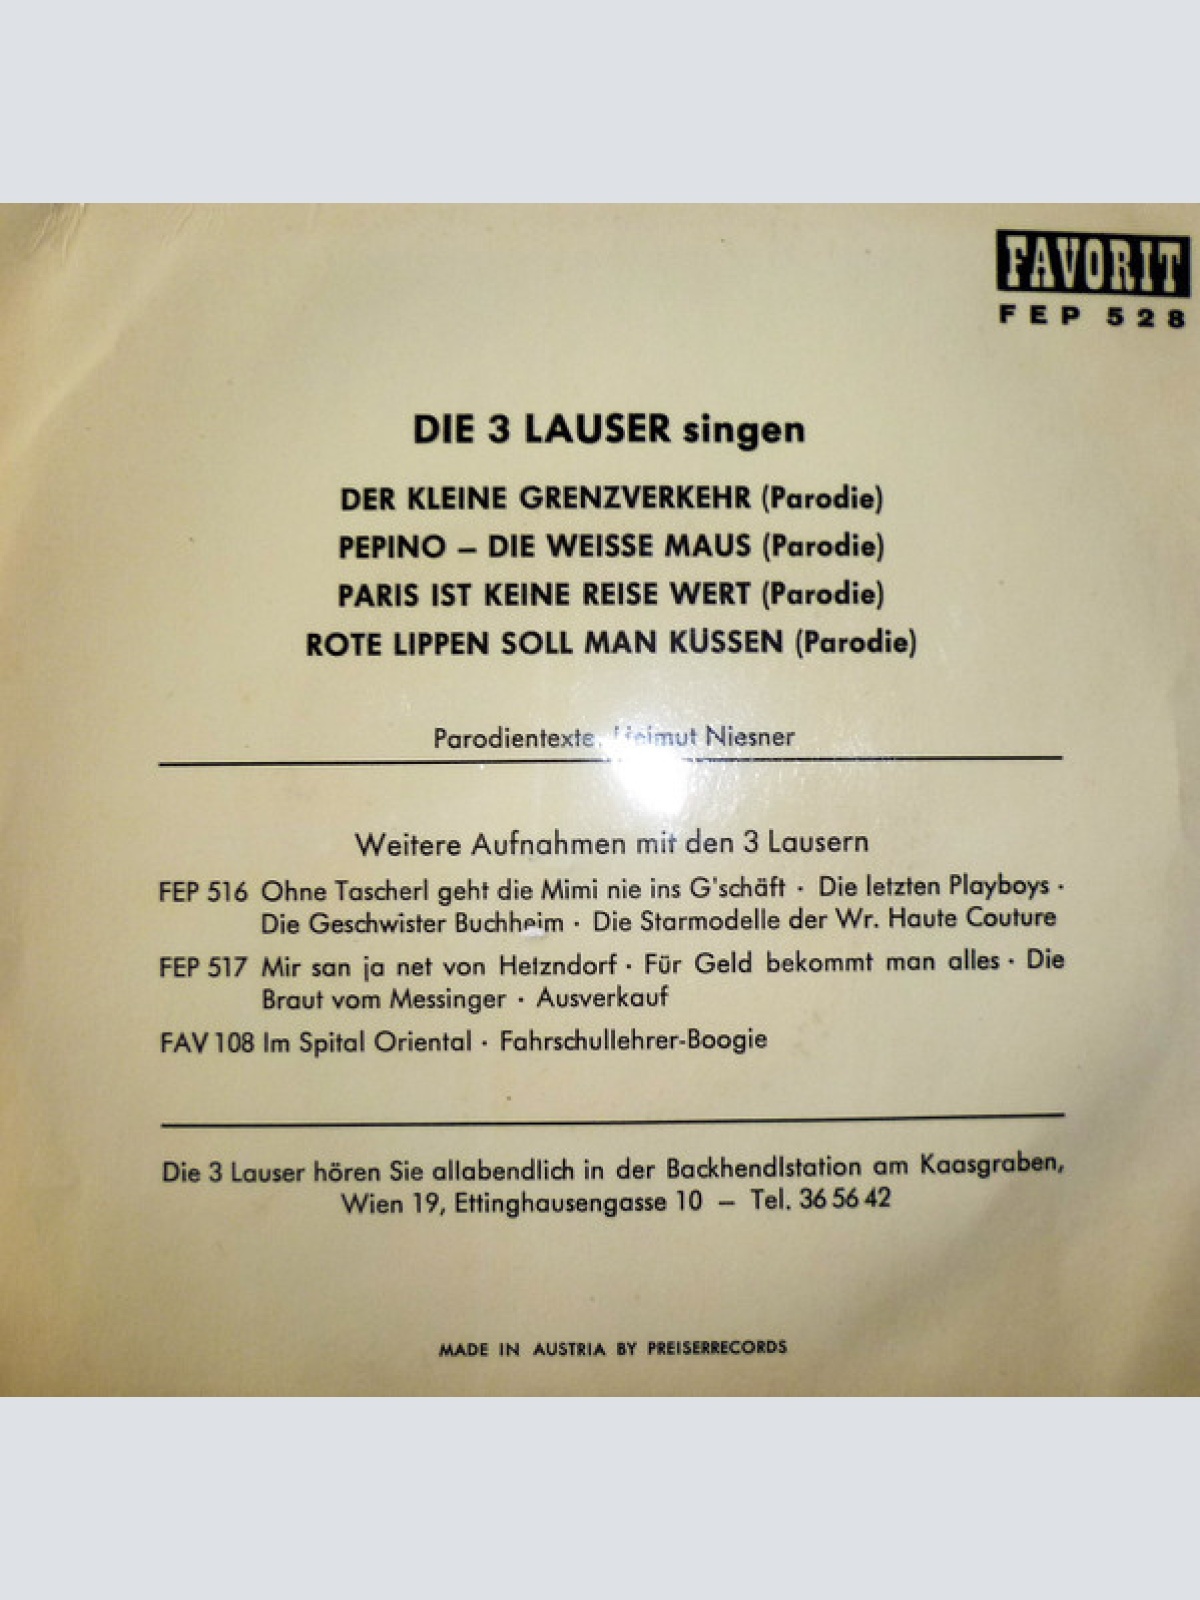 FAVORIT
FEP 528
DIE 3 LAUSER singen
DER KLEINE GRENZVERKEHR (Parodie)
PEPINO – DIE WEISSE MAUS (Parodie)
PARIS IST KEINE REISE WERT (Parodie)
ROTE LIPPEN SOLL MAN KÜSSEN (Parodie)
Parodientexte: Helmut Niesner
Weitere Aufnahmen mit den 3 Lausern
FEP 516 Ohne Tascherl geht die Mimi nie ins G'schäft · Die letzten Playboys ·
Die Geschwister Buchheim · Die Starmodelle der Wr. Haute Couture
FEP 517 Mir san ja net von Hetzndorf · Für Geld bekommt man alles · Die
Braut vom Messinger · Ausverkauf
FAV 108 Im Spital Oriental · Fahrschullehrer-Boogie
Die 3 Lauser hören Sie allabendlich in der Backhendlstation am Kaasgraben,
Wien 19, Ettinghausengasse 10 – Tel. 36 56 42
MADE IN AUSTRIA BY PREISERRECORDS